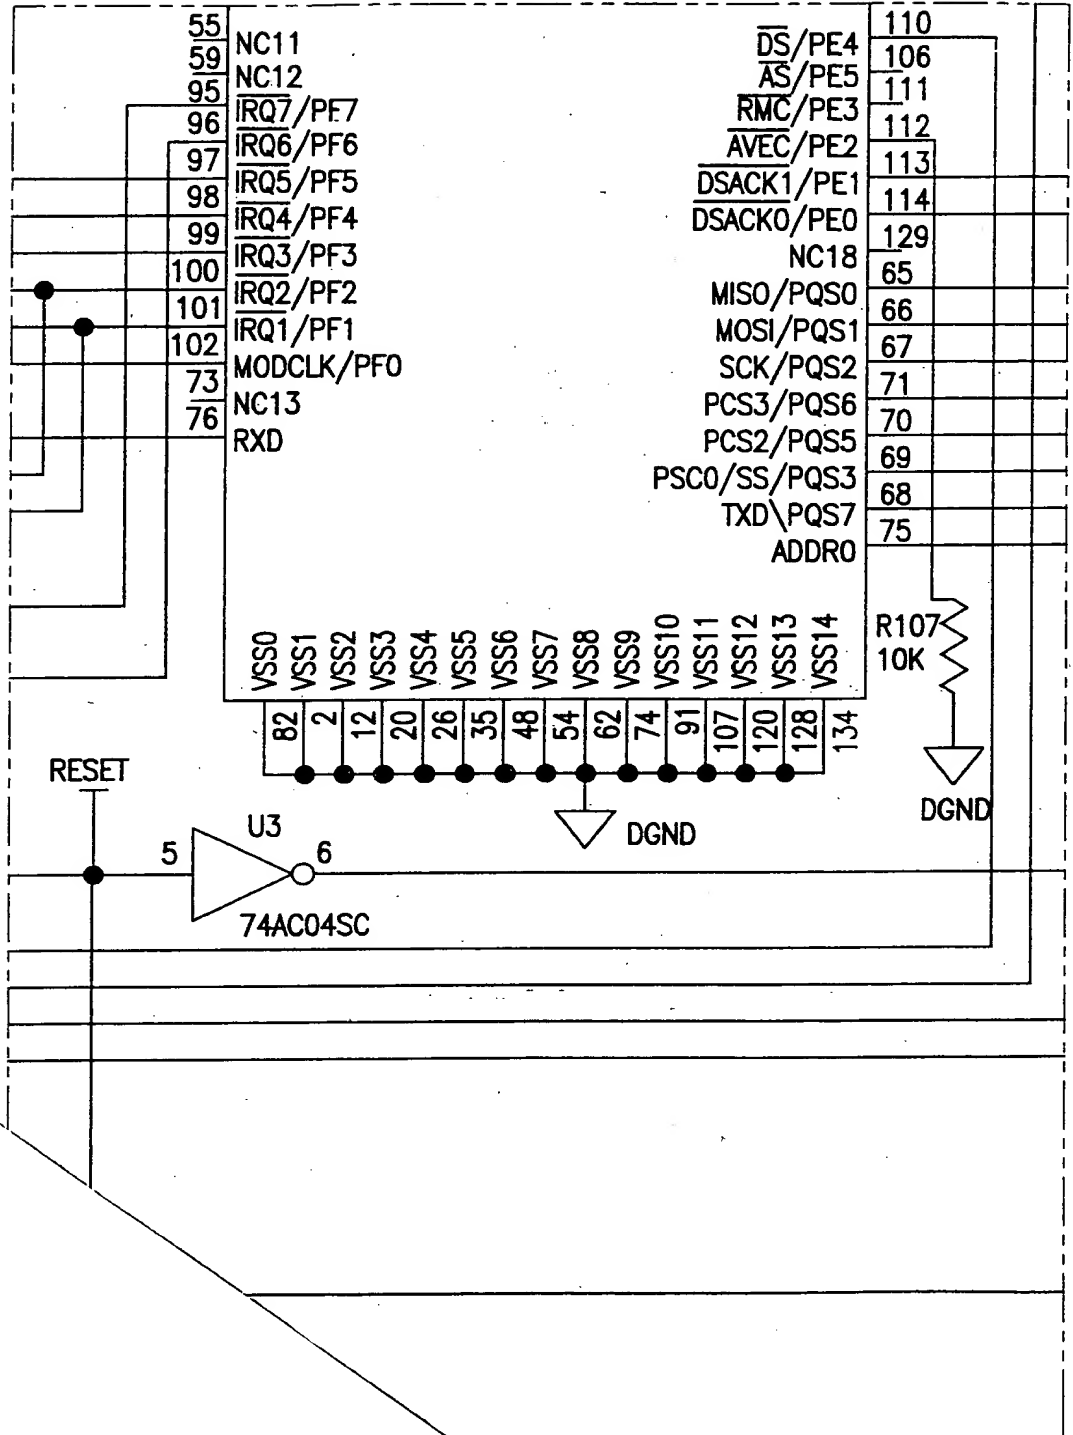 55 NC11
59 NC12
95 IRQ7/PF7
96 IRQ6/PF6
97 IRQ5/PF5
98 IRQ4/PF4
99 IRQ3/PF3
100 IRQ2/PF2
101 IRQ1/PF1
102 MODCLK/PF0
73 NC13
76 RXD
DS/PE4 110
AS/PE5 106
RMC/PE3 111
AVEC/PE2 112
DSACK1/PE1 113
DSACK0/PE0 114
NC18 129
MISO/PQS0 65
MOSI/PQS1 66
SCK/PQS2 67
PCS3/PQS6 71
PCS2/PQS5 70
PSC0/SS/PQS3 69
TXD\PQS7 68
ADDR0 75
VSS0 VSS1 VSS2 VSS3 VSS4 VSS5 VSS6 VSS7 VSS8 VSS9 VSS10 VSS11 VSS12 VSS13 VSS14
82 2 12 20 26 35 48 54 62 74 91 107 120 128 134
R107
10K
DGND
DGND
RESET
U3
5 6
74AC04SC